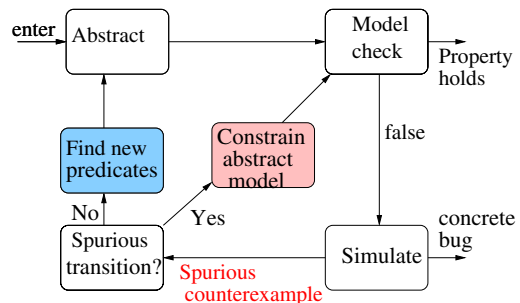 enter
Abstract
Model
check
Property
holds
Find new
predicates
Constrain
abstract
model
false
No
Yes
Spurious
transition?
Spurious
counterexample
Simulate
concrete
bug